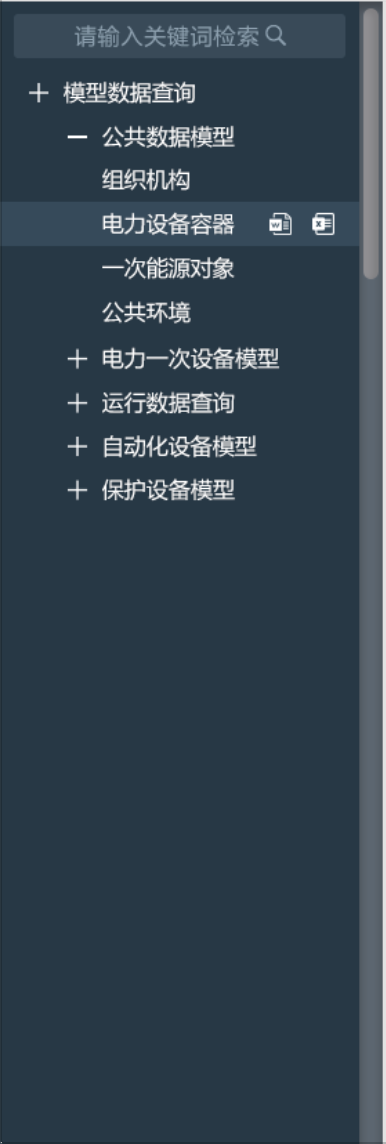 请输入关键词检索
模型数据查询
公共数据模型
组织机构
电力设备容器
一次能源对象
公共环境
电力一次设备模型
运行数据查询
自动化设备模型
保护设备模型